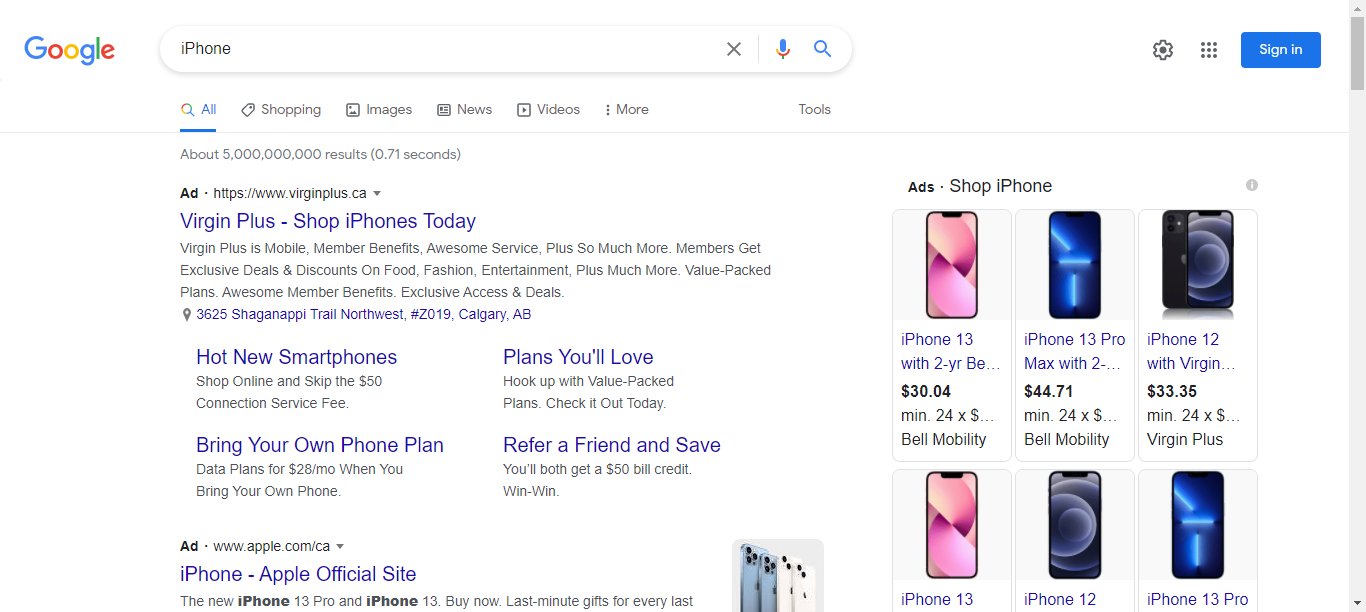 Google
iPhone
Sign in
All
Shopping
Images
News
Videos
More
Tools
About 5,000,000,000 results (0.71 seconds)
Ad · https://www.virginplus.ca
Virgin Plus - Shop iPhones Today
Virgin Plus is Mobile, Member Benefits, Awesome Service, Plus So Much More. Members Get
Exclusive Deals & Discounts On Food, Fashion, Entertainment, Plus Much More. Value-Packed
Plans. Awesome Member Benefits. Exclusive Access & Deals.
3625 Shaganappi Trail Northwest, #Z019, Calgary, AB
Hot New Smartphones
Shop Online and Skip the $50
Connection Service Fee.
Plans You'll Love
Hook up with Value-Packed
Plans. Check it Out Today.
Bring Your Own Phone Plan
Data Plans for $28/mo When You
Bring Your Own Phone.
Refer a Friend and Save
You'll both get a $50 bill credit.
Win-Win.
Ad · www.apple.com/ca
iPhone - Apple Official Site
The new iPhone 13 Pro and iPhone 13. Buy now. Last-minute gifts for every last
Ads · Shop iPhone
iPhone 13
with 2-yr Be...
$30.04
min. 24 x $...
Bell Mobility
iPhone 13 Pro
Max with 2-...
$44.71
min. 24 x $...
Bell Mobility
iPhone 12
with Virgin...
$33.35
min. 24 x $...
Virgin Plus
iPhone 13
iPhone 12
iPhone 13 Pro